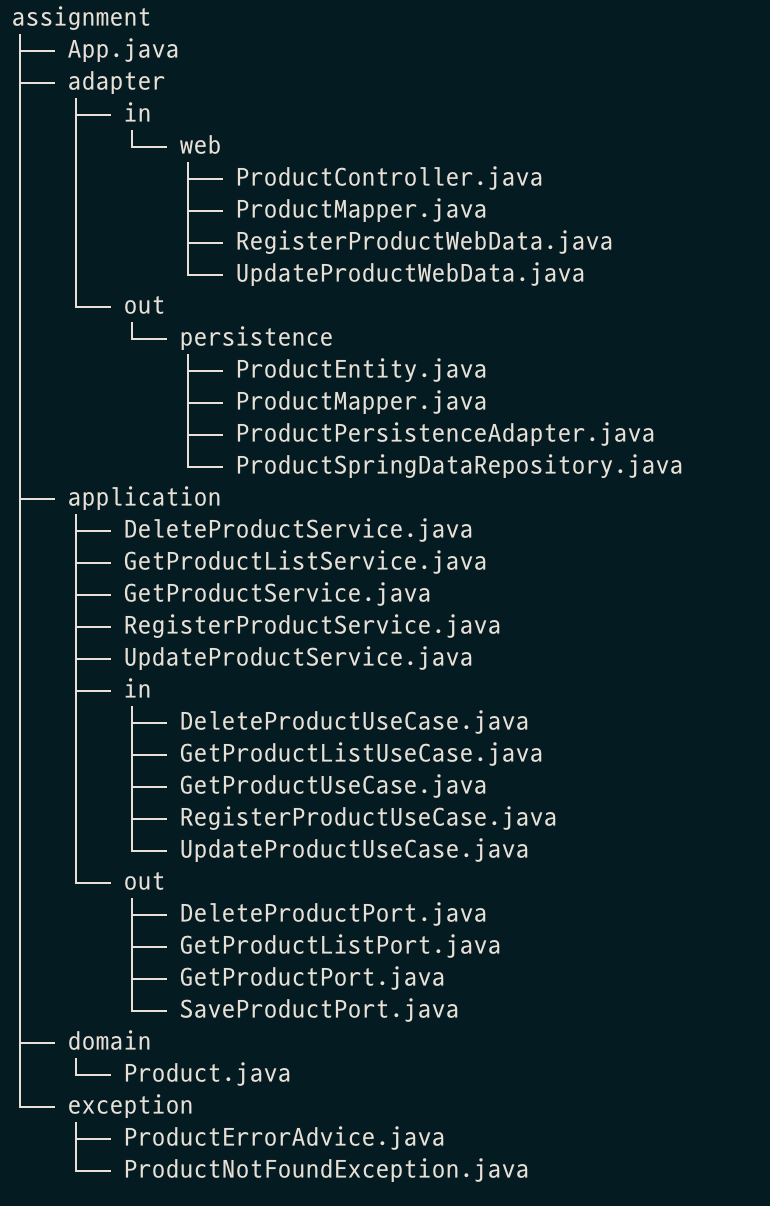 assignment
App.java
adapter
in
web
ProductController.java
ProductMapper.java
RegisterProductWebData.java
UpdateProductWebData.java
out
persistence
ProductEntity.java
ProductMapper.java
ProductPersistenceAdapter.java
ProductSpringDataRepository.java
application
DeleteProductService.java
GetProductListService.java
GetProductService.java
RegisterProductService.java
UpdateProductService.java
in
DeleteProductUseCase.java
GetProductListUseCase.java
GetProductUseCase.java
RegisterProductUseCase.java
UpdateProductUseCase.java
out
DeleteProductPort.java
GetProductListPort.java
GetProductPort.java
SaveProductPort.java
domain
Product.java
exception
ProductErrorAdvice.java
ProductNotFoundException.java